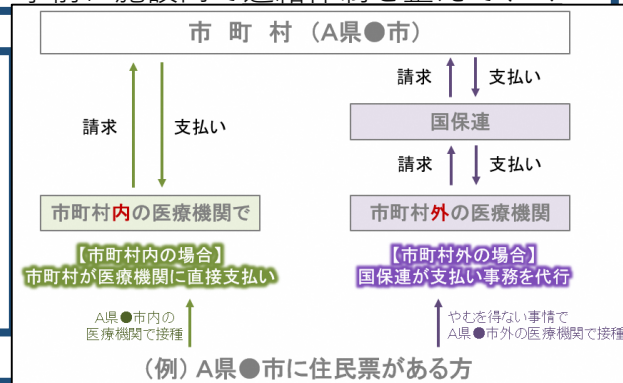 市 町 村 （A県●市）
請求
支払い
請求
支払い
国保連
請求
支払い
市町村内の医療機関で
市町村外の医療機関
【市町村内の場合】
市町村が医療機関に直接支払い
【市町村外の場合】
国保連が支払い事務を代行
A県●市内の
医療機関で接種
やむを得ない事情で
A県●市外の医療機関で接種
（例）A県●市に住民票がある方